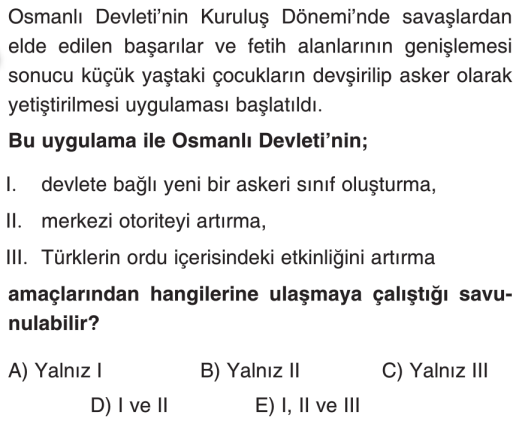 Osmanlı Devleti’nin Kuruluş Dönemi’nde savaşlardan
elde edilen başarılar ve fetih alanlarının genişlemesi
sonucu küçük yaştaki çocukların devşirilip asker olarak
yetiştirilmesi uygulaması başlatıldı.
Bu uygulama ile Osmanlı Devleti’nin;
I. devlete bağlı yeni bir askeri sınıf oluşturma,
II. merkezi otoriteyi artırma,
III. Türklerin ordu içerisindeki etkinliğini artırma
amaçlarından hangilerine ulaşmaya çalıştığı savu-
nulabilir?
A) Yalnız I B) Yalnız II C) Yalnız III
D) I ve II E) I, II ve III